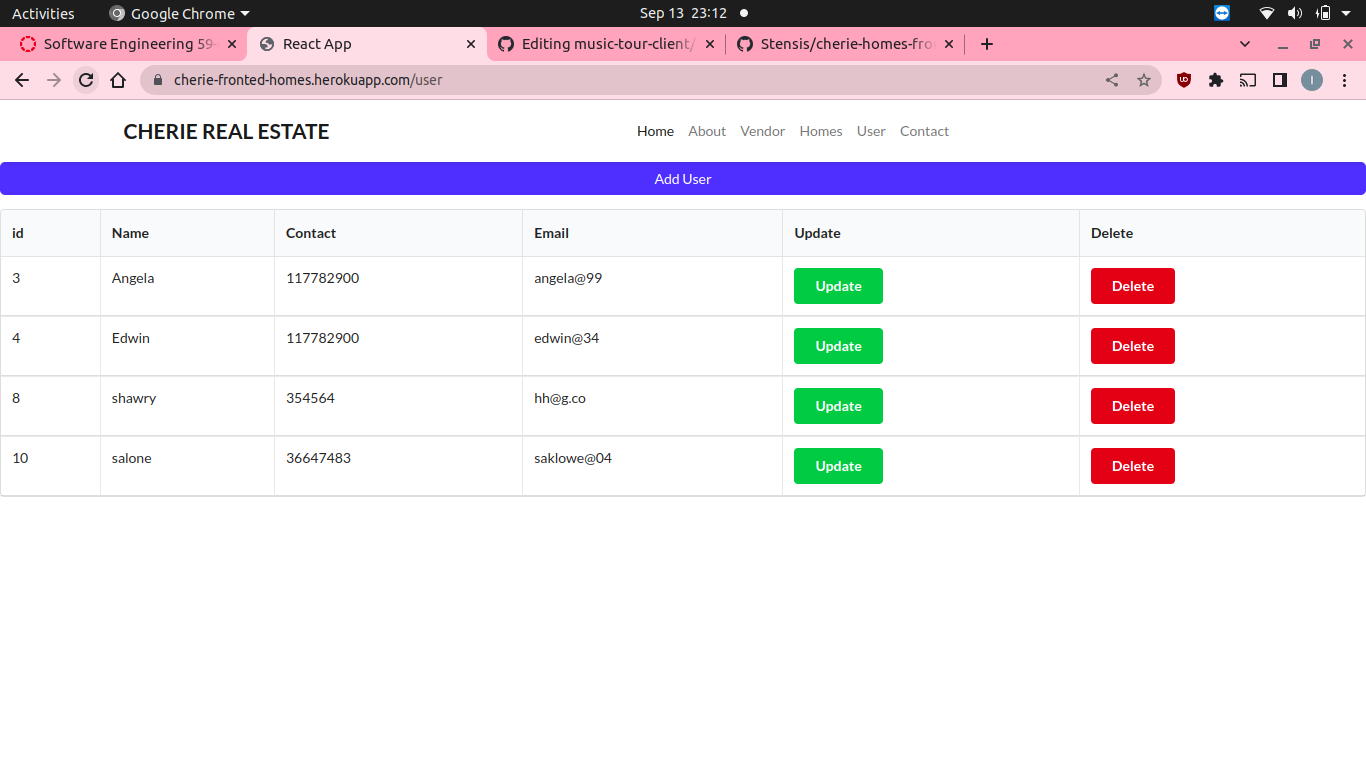 Activities Google Chrome Sep 13 23:12
Software Engineering 59- React App Editing music-tour-client/ Stensis/cherie-homes-fro
cherie-fronted-homes.herokuapp.com/user I
CHERIE REAL ESTATE Home About Vendor Homes User Contact
Add User
id Name Contact Email Update Delete
3 Angela 117782900 angela@99 Update Delete
4 Edwin 117782900 edwin@34 Update Delete
8 shawry 354564 hh@g.co Update Delete
10 salone 36647483 saklowe@04 Update Delete